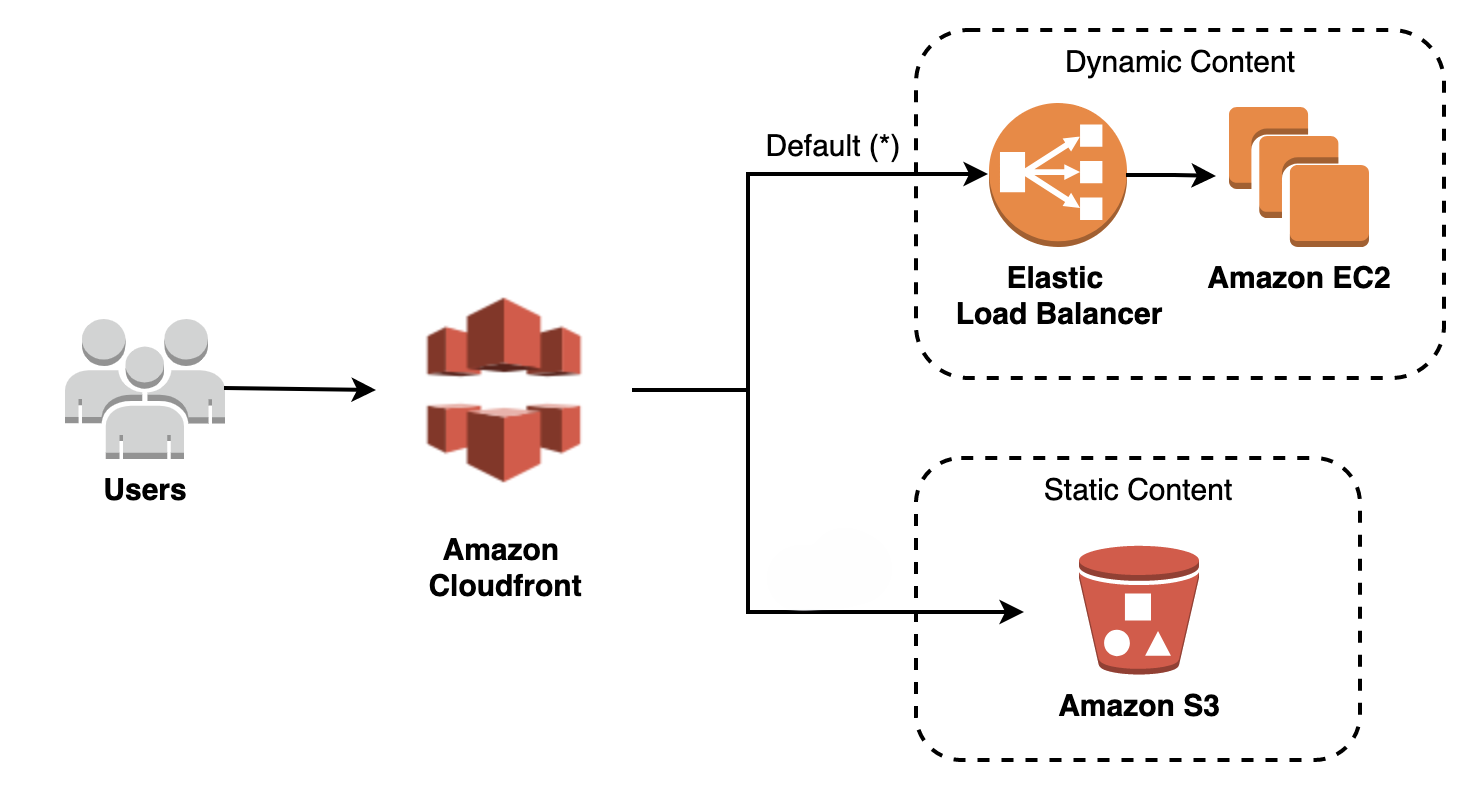 Dynamic Content
Default (*)
Elastic
Load Balancer
Amazon EC2
Users
Amazon
Cloudfront
Static Content
Amazon S3